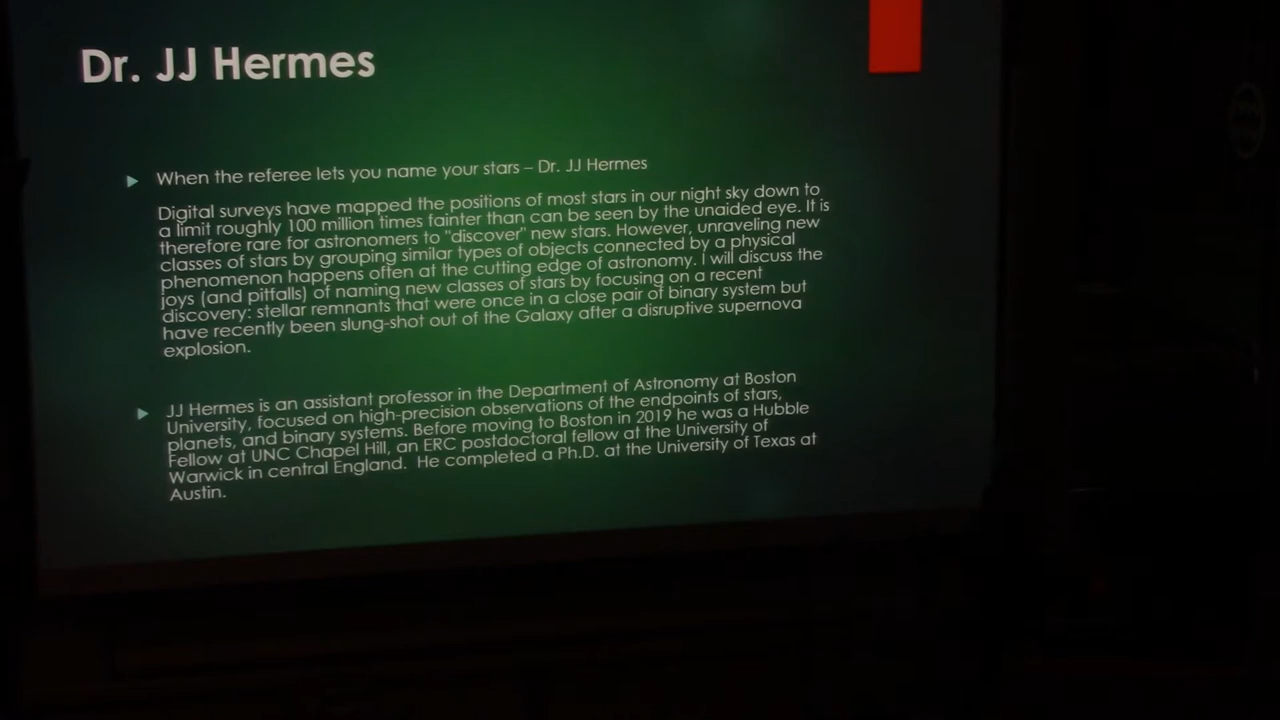 Dr. JJ Hermes
When the referee lets you name your stars – Dr. JJ Hermes
Digital surveys have mapped the positions of most stars in our night sky down to
a limit roughly 100 million times fainter than can be seen by the unaided eye. It is
therefore rare for astronomers to "discover" new stars. However, unraveling new
classes of stars by grouping similar types of objects connected by a physical
phenomenon happens often at the cutting edge of astronomy. I will discuss the
joys (and pitfalls) of naming new classes of stars by focusing on a recent
discovery: stellar remnants that were once in a close pair of binary system but
have recently been slung-shot out of the Galaxy after a disruptive supernova
explosion.
JJ Hermes is an assistant professor in the Department of Astronomy at Boston
University, focused on high-precision observations of the endpoints of stars,
planets, and binary systems. Before moving to Boston in 2019 he was a Hubble
Fellow at UNC Chapel Hill, an ERC postdoctoral fellow at the University of
Warwick in central England.  He completed a Ph.D. at the University of Texas at
Austin.